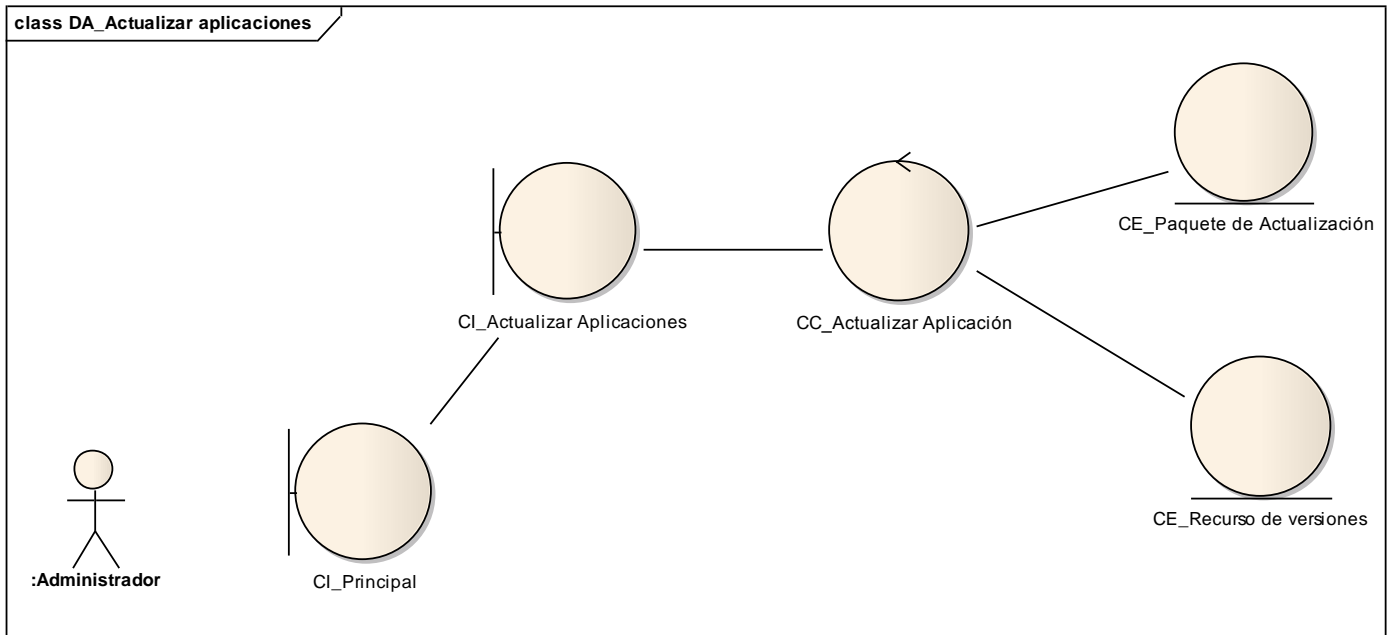 class DA_Actualizar aplicaciones
CE_Paquete de Actualización
CI_Actualizar Aplicaciones
CC_Actualizar Aplicación
CE_Recurso de versiones
:Administrador
CI_Principal